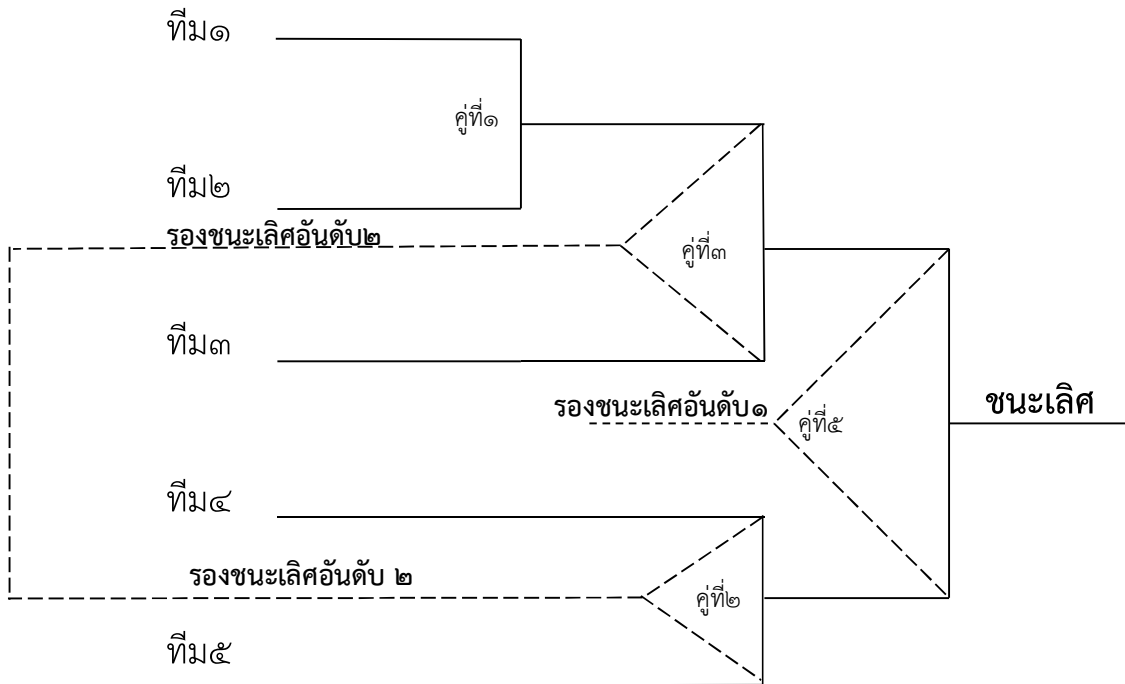 ทีม๑
คู่ที่๑
ทีม๒
รองชนะเลิศอันดับ๒
คู่ที่๓
ทีม๓
รองชนะเลิศอันดับ๑
คู่ที่๕
ชนะเลิศ
ทีม๔
รองชนะเลิศอันดับ ๒
คู่ที่๒
ทีม๕